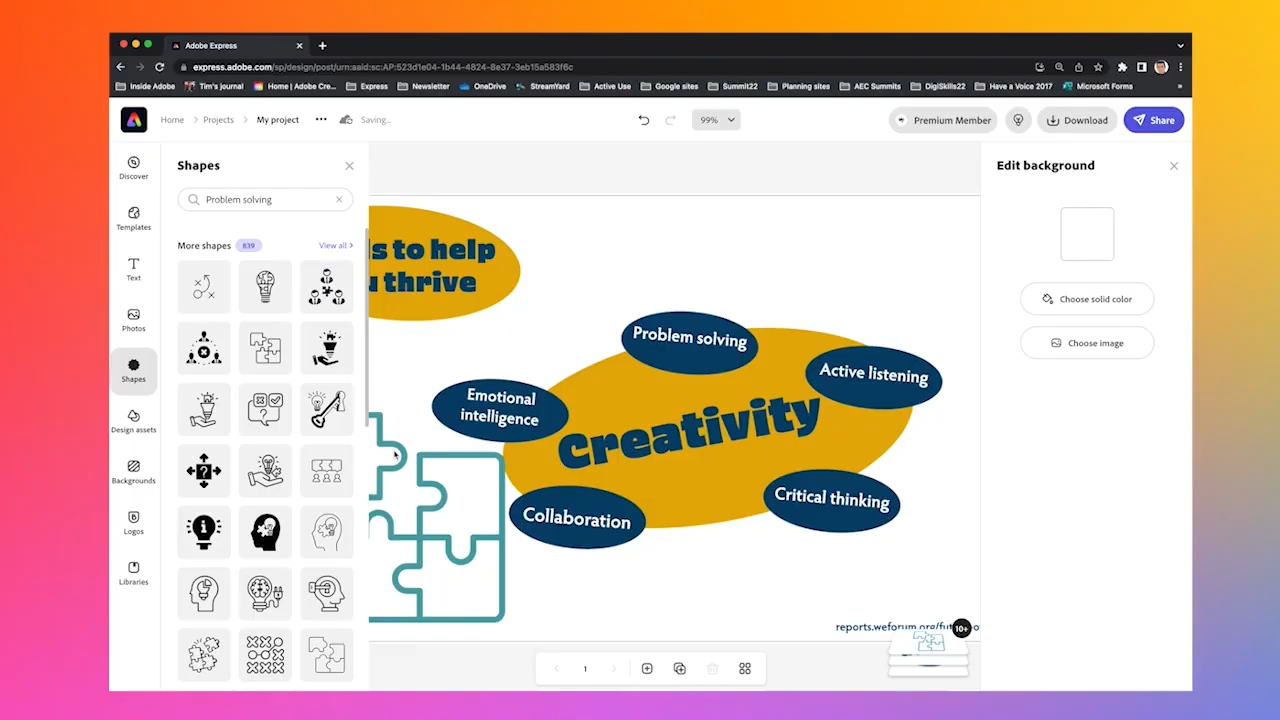 Adobe Express
express.adobe.com/sp/design/post/urn:aaid:sc:AP:523d1e04-1b44-4824-8e37-3eb15a583f6c
Inside Adobe
Tim's journal
Home | Adobe Cre...
Express
Newsletter
OneDrive
StreamYard
Active Use
Google sites
Summit22
Planning sites
AEC Summits
DigiSkills22
Have a Voice 2017
Microsoft Forms
Home
Projects
My project
Saving...
99%
Premium Member
Download
Share
Discover
Templates
Text
Photos
Shapes
Design assets
Backgrounds
Logos
Libraries
Shapes
Problem solving
More shapes 839 View all
s to help
u thrive
Problem solving
Active listening
Emotional
intelligence
Creativity
Critical thinking
Collaboration
reports.weforum.org/fut
10+
1
Edit background
Choose solid color
Choose image